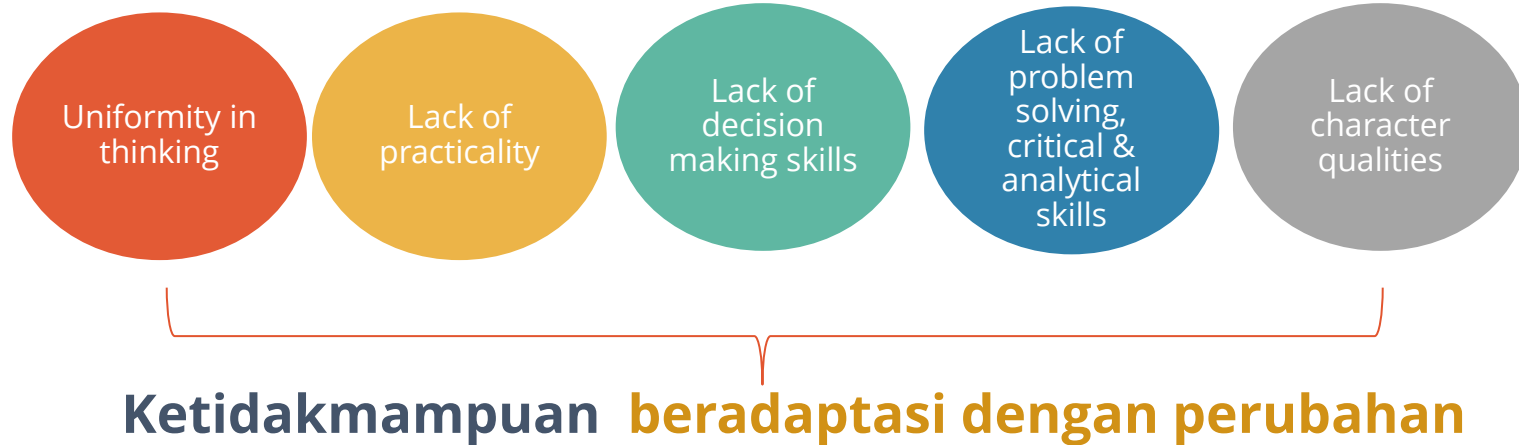 Uniformity in
thinking
Lack of
practicality
Lack of
decision
making skills
Lack of
problem
solving,
critical &
analytical
skills
Lack of
character
qualities
Ketidakmampuan beradaptasi dengan perubahan